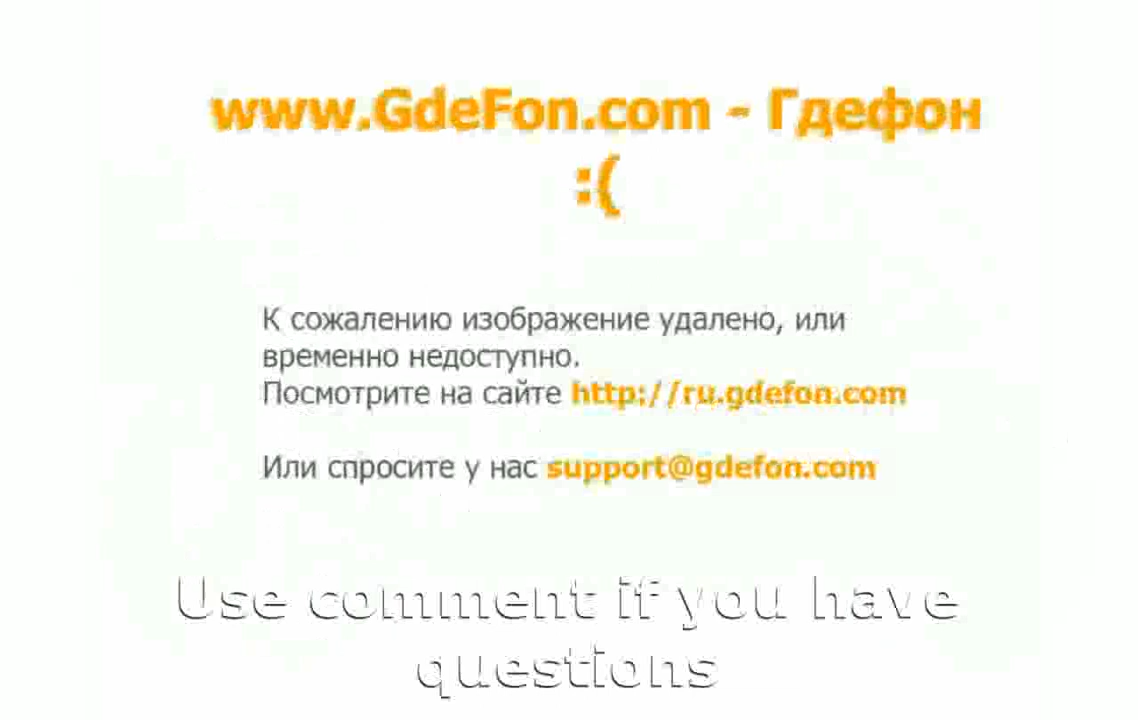 www.GdeFon.com - Гдефон
:(
К сожалению изображение удалено, или
временно недоступно.
Посмотрите на сайте http://ru.gdefon.com
Или спросите у нас support@gdefon.com
Use comment if you have
questions